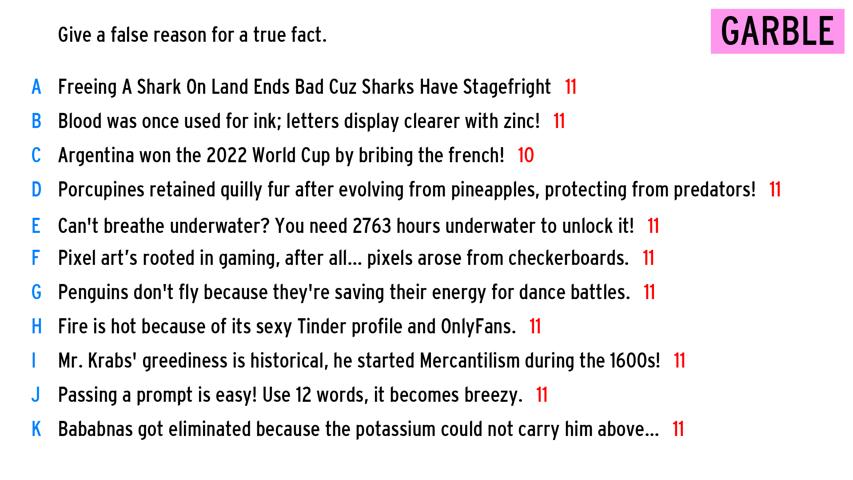 Give a false reason for a true fact.
GARBLE
A Freeing A Shark On Land Ends Bad Cuz Sharks Have Stagefright 11
B Blood was once used for ink; letters display clearer with zinc! 11
C Argentina won the 2022 World Cup by bribing the french! 10
D Porcupines retained quilly fur after evolving from pineapples, protecting from predators! 11
E Can't breathe underwater? You need 2763 hours underwater to unlock it! 11
F Pixel art’s rooted in gaming, after all... pixels arose from checkerboards. 11
G Penguins don't fly because they're saving their energy for dance battles. 11
H Fire is hot because of its sexy Tinder profile and OnlyFans. 11
I Mr. Krabs' greediness is historical, he started Mercantilism during the 1600s! 11
J Passing a prompt is easy! Use 12 words, it becomes breezy. 11
K Bababnas got eliminated because the potassium could not carry him above... 11